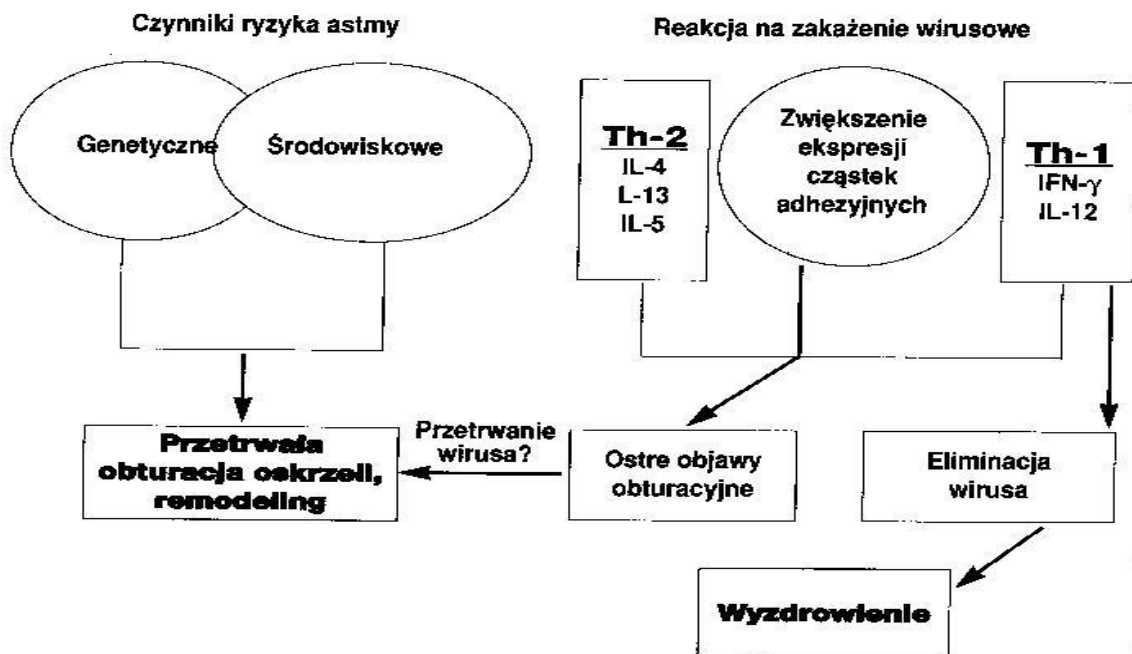 Czynniki ryzyka astmy
Reakcja na zakażenie wirusowe
Genetyczne
Środowiskowe
Th-2
IL-4
L-13
IL-5
Zwiększenie
ekspresji
cząstek
adhezyjnych
Th-1
IFN-γ
IL-12
Przetrwała
obturacja oskrzeli,
remodeling
Przetrwanie
wirusa?
Ostre objawy
obturacyjne
Eliminacja
wirusa
Wyzdrowienie